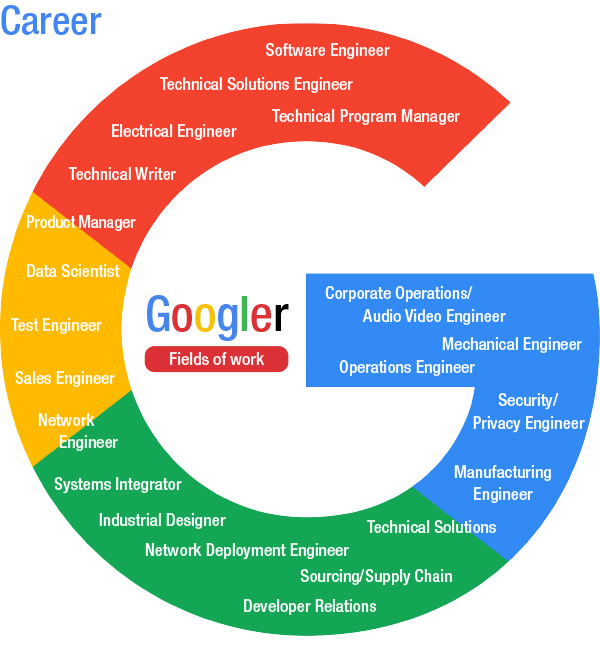 Career
Software Engineer
Technical Solutions Engineer
Technical Program Manager
Electrical Engineer
Technical Writer
Product Manager
Data Scientist
Test Engineer
Sales Engineer
Network
Engineer
Systems Integrator
Industrial Designer
Network Deployment Engineer
Sourcing/Supply Chain
Developer Relations
Technical Solutions
Googler
Fields of work
Corporate Operations/
Audio Video Engineer
Mechanical Engineer
Operations Engineer
Security/
Privacy Engineer
Manufacturing
Engineer